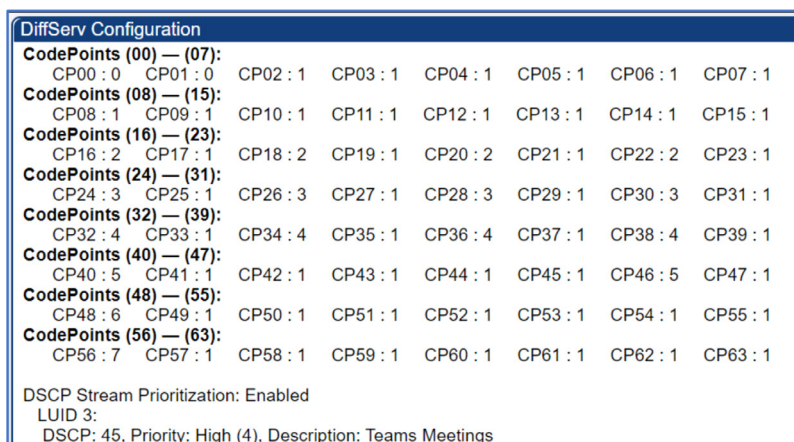 DiffServ Configuration
CodePoints (00) — (07):
CP00 : 0 CP01 : 0 CP02 : 1 CP03 : 1 CP04 : 1 CP05 : 1 CP06 : 1 CP07 : 1
CodePoints (08) — (15):
CP08 : 1 CP09 : 1 CP10 : 1 CP11 : 1 CP12 : 1 CP13 : 1 CP14 : 1 CP15 : 1
CodePoints (16) — (23):
CP16 : 2 CP17 : 1 CP18 : 2 CP19 : 1 CP20 : 2 CP21 : 1 CP22 : 2 CP23 : 1
CodePoints (24) — (31):
CP24 : 3 CP25 : 1 CP26 : 3 CP27 : 1 CP28 : 3 CP29 : 1 CP30 : 3 CP31 : 1
CodePoints (32) — (39):
CP32 : 4 CP33 : 1 CP34 : 4 CP35 : 1 CP36 : 4 CP37 : 1 CP38 : 4 CP39 : 1
CodePoints (40) — (47):
CP40 : 5 CP41 : 1 CP42 : 1 CP43 : 1 CP44 : 1 CP45 : 1 CP46 : 5 CP47 : 1
CodePoints (48) — (55):
CP48 : 6 CP49 : 1 CP50 : 1 CP51 : 1 CP52 : 1 CP53 : 1 CP54 : 1 CP55 : 1
CodePoints (56) — (63):
CP56 : 7 CP57 : 1 CP58 : 1 CP59 : 1 CP60 : 1 CP61 : 1 CP62 : 1 CP63 : 1
DSCP Stream Prioritization: Enabled
LUID 3:
DSCP: 45, Priority: High (4), Description: Teams Meetings